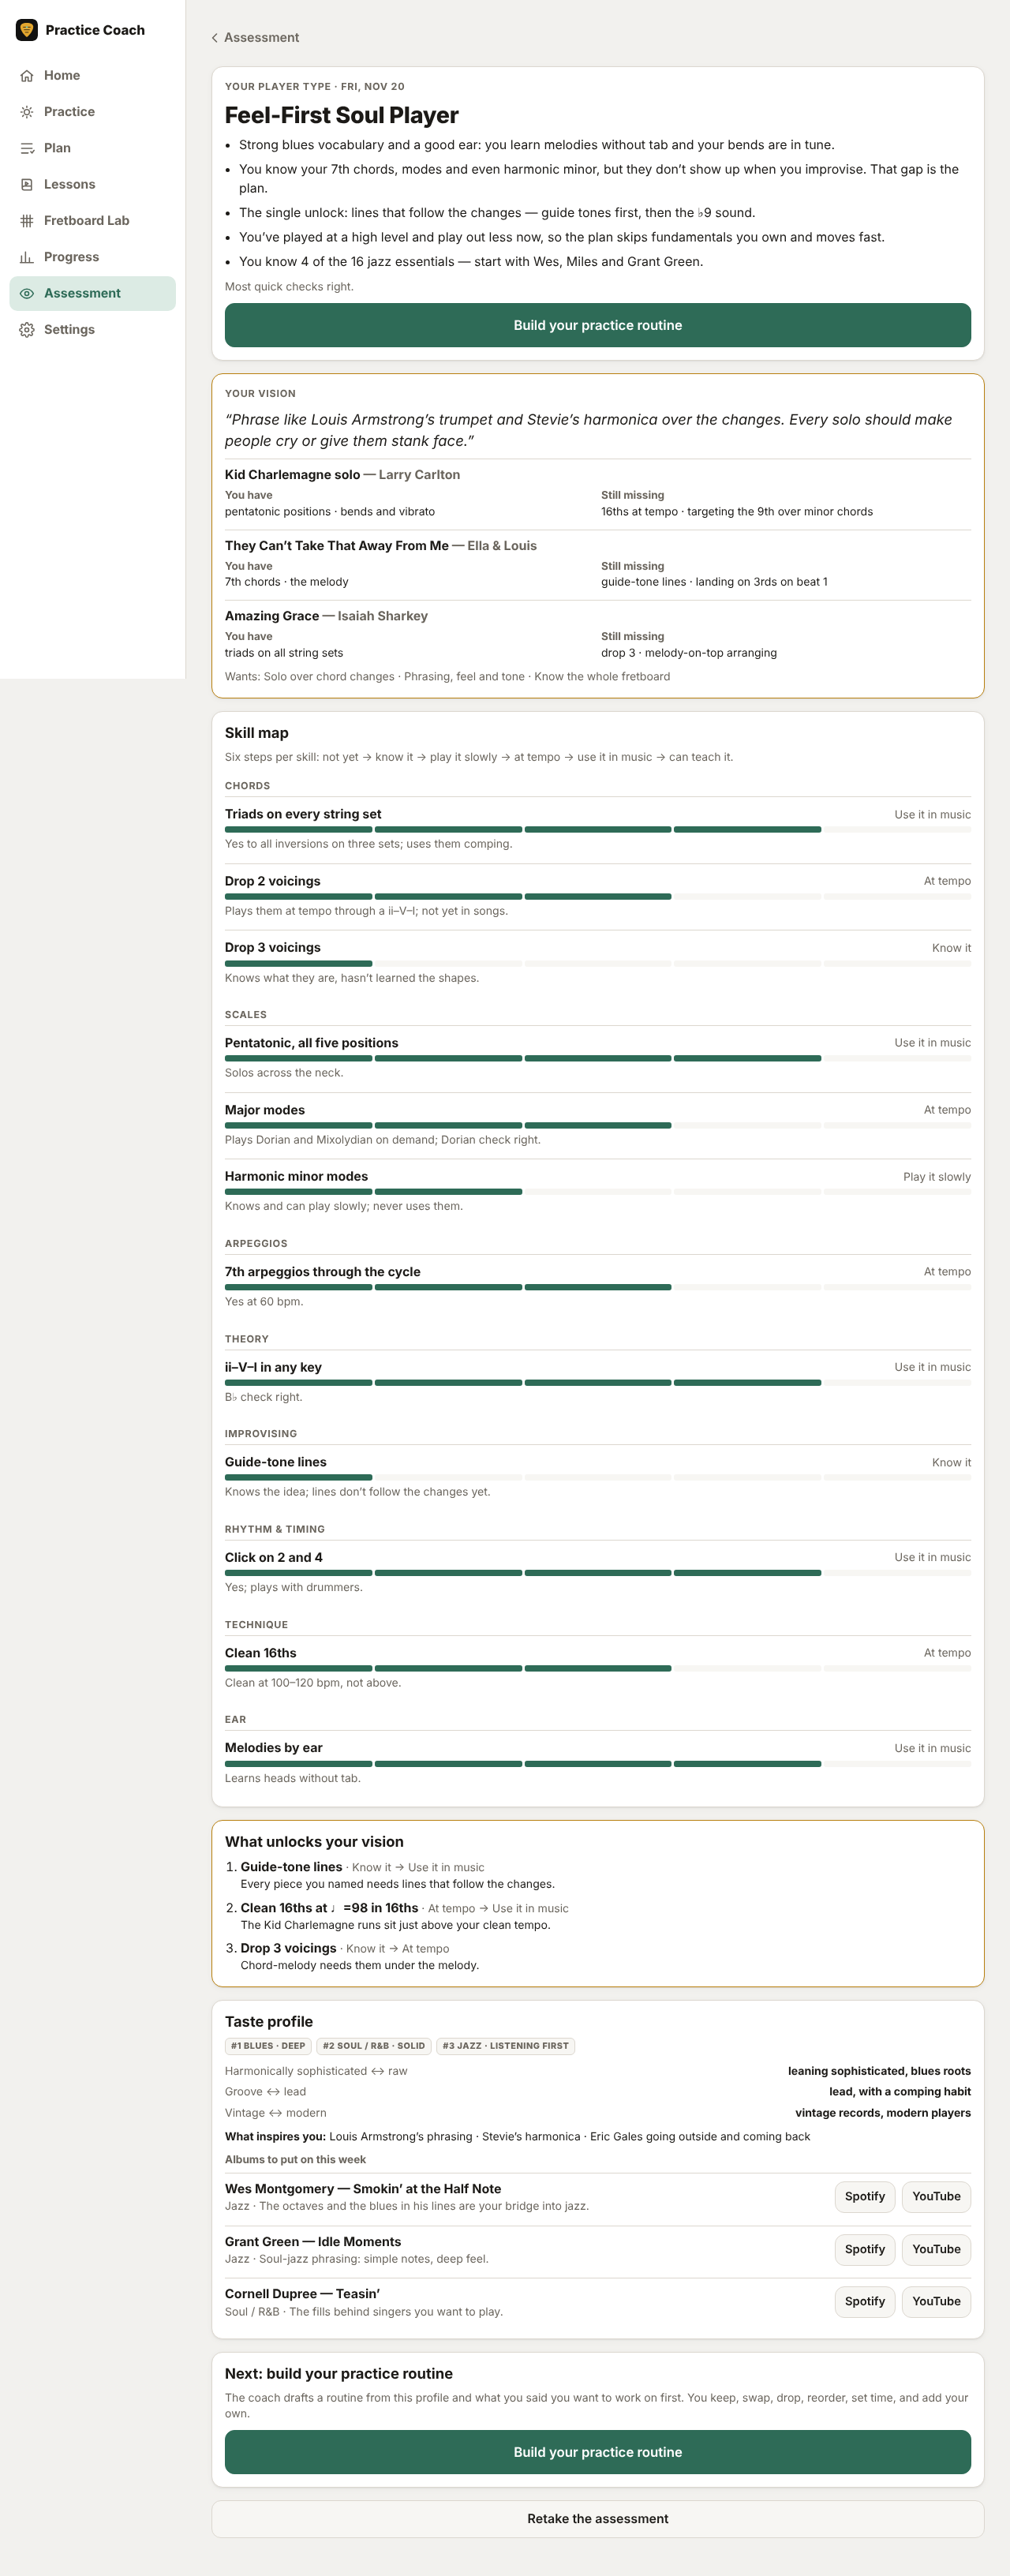 Practice Coach
Home
Practice
Plan
Lessons
Fretboard Lab
Progress
Assessment
Settings
Assessment
YOUR PLAYER TYPE · FRI, NOV 20
Feel-First Soul Player
• Strong blues vocabulary and a good ear: you learn melodies without tab and your bends are in tune.
• You know your 7th chords, modes and even harmonic minor, but they don’t show up when you improvise. That gap is the
plan.
• The single unlock: lines that follow the changes — guide tones first, then the ♭9 sound.
• You’ve played at a high level and play out less now, so the plan skips fundamentals you own and moves fast.
• You know 4 of the 16 jazz essentials — start with Wes, Miles and Grant Green.
Most quick checks right.
Build your practice routine
YOUR VISION
“Phrase like Louis Armstrong’s trumpet and Stevie’s harmonica over the changes. Every solo should make
people cry or give them stank face.”
Kid Charlemagne solo — Larry Carlton
You have
Still missing
pentatonic positions · bends and vibrato
16ths at tempo · targeting the 9th over minor chords
They Can’t Take That Away From Me — Ella & Louis
You have
Still missing
7th chords · the melody
guide-tone lines · landing on 3rds on beat 1
Amazing Grace — Isaiah Sharkey
You have
Still missing
triads on all string sets
drop 3 · melody-on-top arranging
Wants: Solo over chord changes · Phrasing, feel and tone · Know the whole fretboard
Skill map
Six steps per skill: not yet → know it → play it slowly → at tempo → use it in music → can teach it.
CHORDS
Triads on every string set
Use it in music
Yes to all inversions on three sets; uses them comping.
Drop 2 voicings
At tempo
Plays them at tempo through a ii–V–I; not yet in songs.
Drop 3 voicings
Know it
Knows what they are, hasn’t learned the shapes.
SCALES
Pentatonic, all five positions
Use it in music
Solos across the neck.
Major modes
At tempo
Plays Dorian and Mixolydian on demand; Dorian check right.
Harmonic minor modes
Play it slowly
Knows and can play slowly; never uses them.
ARPEGGIOS
7th arpeggios through the cycle
At tempo
Yes at 60 bpm.
THEORY
ii–V–I in any key
Use it in music
B♭ check right.
IMPROVISING
Guide-tone lines
Know it
Knows the idea; lines don’t follow the changes yet.
RHYTHM & TIMING
Click on 2 and 4
Use it in music
Yes; plays with drummers.
TECHNIQUE
Clean 16ths
At tempo
Clean at 100–120 bpm, not above.
EAR
Melodies by ear
Use it in music
Learns heads without tab.
What unlocks your vision
1. Guide-tone lines · Know it → Use it in music
Every piece you named needs lines that follow the changes.
2. Clean 16ths at ♩=98 in 16ths · At tempo → Use it in music
The Kid Charlemagne runs sit just above your clean tempo.
3. Drop 3 voicings · Know it → At tempo
Chord-melody needs them under the melody.
Taste profile
#1 BLUES · DEEP
#2 SOUL / R&B · SOLID
#3 JAZZ · LISTENING FIRST
Harmonically sophisticated ↔ raw
leaning sophisticated, blues roots
Groove ↔ lead
lead, with a comping habit
Vintage ↔ modern
vintage records, modern players
What inspires you: Louis Armstrong’s phrasing · Stevie’s harmonica · Eric Gales going outside and coming back
Albums to put on this week
Wes Montgomery — Smokin’ at the Half Note
Jazz · The octaves and the blues in his lines are your bridge into jazz.
Spotify
YouTube
Grant Green — Idle Moments
Jazz · Soul-jazz phrasing: simple notes, deep feel.
Spotify
YouTube
Cornell Dupree — Teasin’
Soul / R&B · The fills behind singers you want to play.
Spotify
YouTube
Next: build your practice routine
The coach drafts a routine from this profile and what you said you want to work on first. You keep, swap, drop, reorder, set time, and add your
own.
Build your practice routine
Retake the assessment